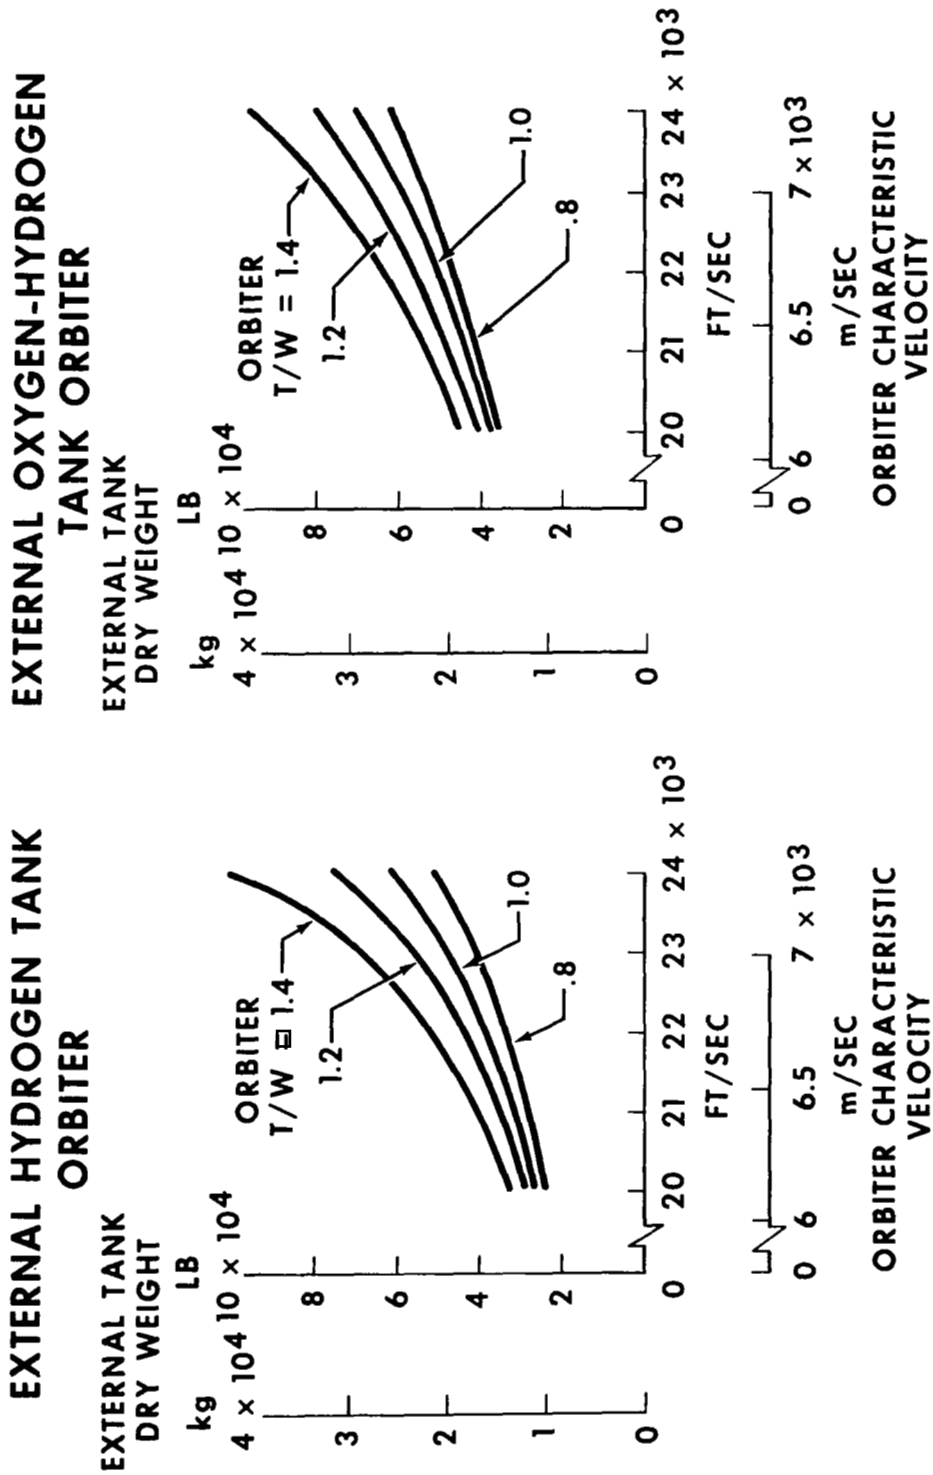 EXTERNAL HYDROGEN TANK
ORBITER
EXTERNAL TANK
DRY WEIGHT
kg
LB
4 × 10⁴
10 × 10⁴
3
2
1
0
8
6
4
2
ORBITER
T/W = 1.4
1.2
1.0
.8
0
20
21
22
23
24 × 10³
FT/SEC
0
6
6.5
7 × 10³
m/SEC
ORBITER CHARACTERISTIC
VELOCITY
EXTERNAL OXYGEN-HYDROGEN
TANK ORBITER
EXTERNAL TANK
DRY WEIGHT
kg
LB
4 × 10⁴
10 × 10⁴
3
2
1
0
8
6
4
2
ORBITER
T/W = 1.4
1.2
1.0
.8
0
20
21
22
23
24 × 10³
FT/SEC
0
6
6.5
7 × 10³
m/SEC
ORBITER CHARACTERISTIC
VELOCITY